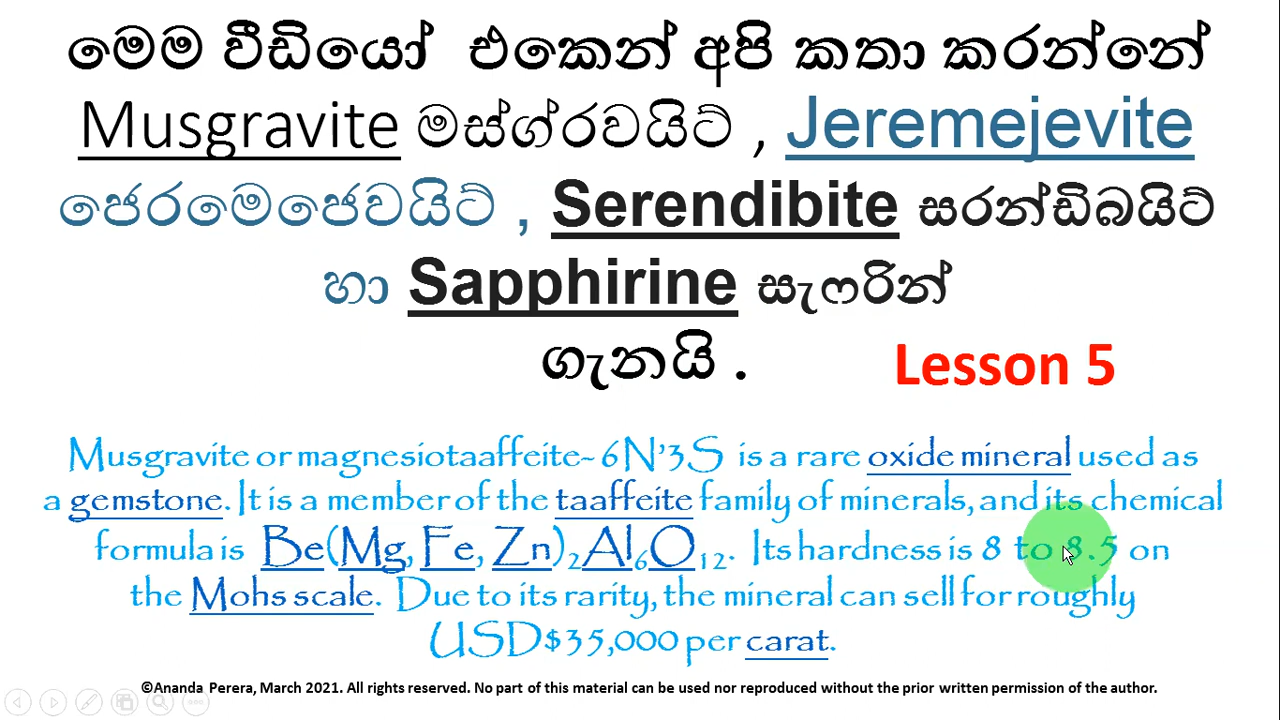 මෙම වීඩියෝ එකෙන් අපි කතා කරන්නේ
Musgravite මස්ග්රවයිට් , Jeremejevite
ජෙරමෙජෙවයිට් , Serendibite සරන්ඩිබයිට්
හා Sapphirine සැෆරින්
ගැනයි . Lesson 5
Musgravite or magnesiotaaffeite- 6N'3S is a rare oxide mineral used as
a gemstone. It is a member of the taaffeite family of minerals, and its chemical
formula is Be(Mg, Fe, Zn)₂Al₆O₁₂. Its hardness is 8 to 8.5 on
the Mohs scale. Due to its rarity, the mineral can sell for roughly
USD$35,000 per carat.
©Ananda Perera, March 2021. All rights reserved. No part of this material can be used nor reproduced without the prior written permission of the author.